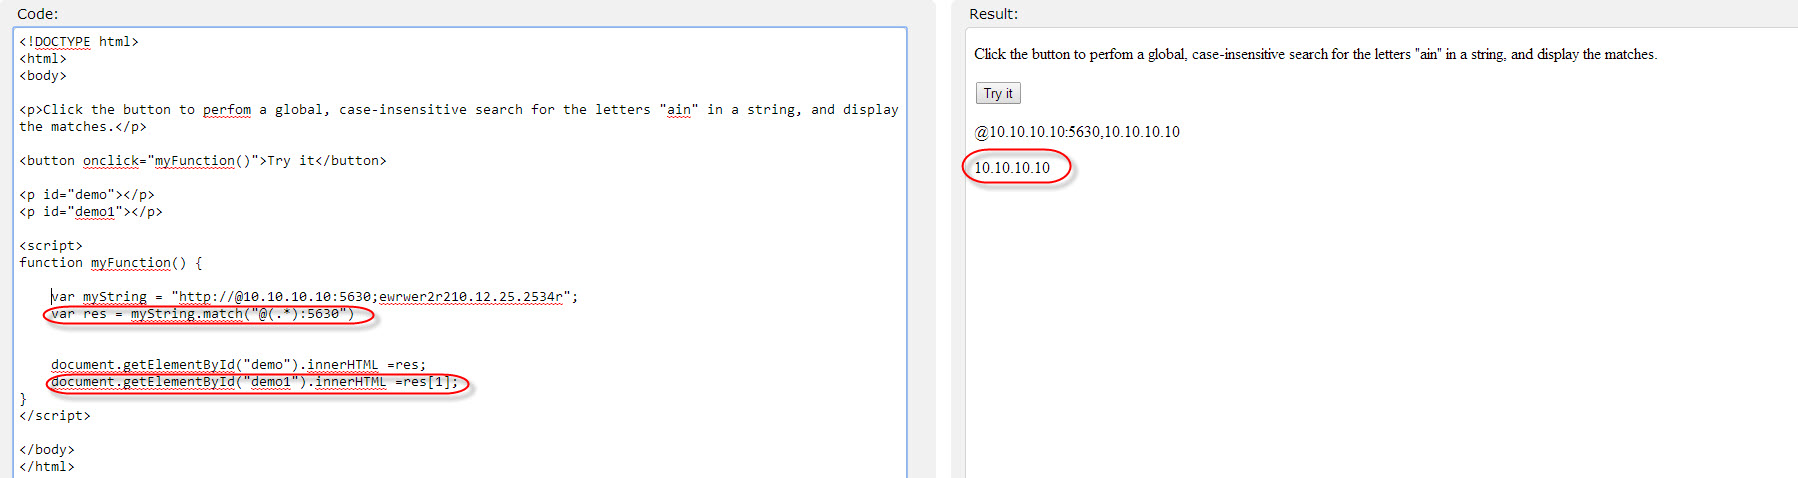 Code:
<!DOCTYPE html>
<html>
<body>
<p>Click the button to perfom a global, case-insensitive search for the letters "ain" in a string, and display
the matches.</p>
<button onclick="myFunction()">Try it</button>
<p id="demo"></p>
<p id="demo1"></p>
<script>
function myFunction() {
var myString = "http://@10.10.10.10:5630;ewrwer2r210.12.25.2534r";
var res = myString.match("@(.*):5630")
document.getElementById("demo").innerHTML =res;
document.getElementById("demo1").innerHTML =res[1];
}
</script>
</body>
</html>
Result:
Click the button to perfom a global, case-insensitive search for the letters "ain" in a string, and display the matches.
Try it
@10.10.10.10:5630,10.10.10.10
10.10.10.10